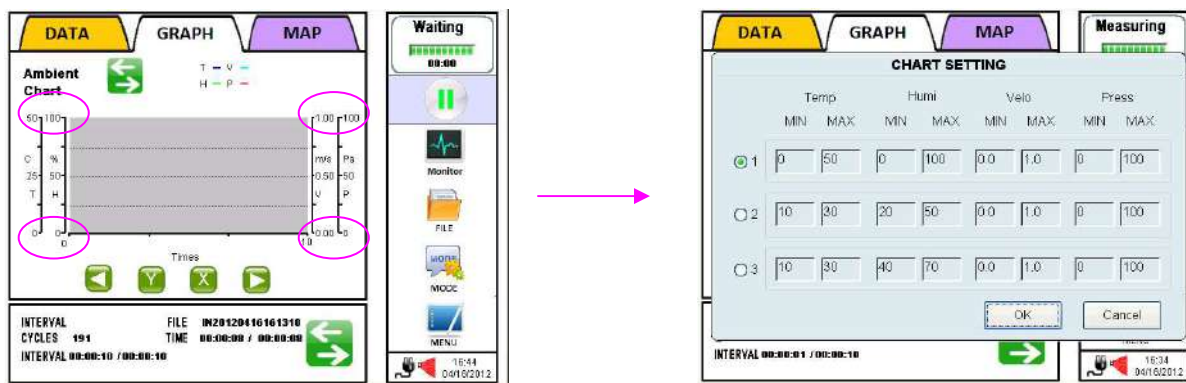 DATA GRAPH MAP
Ambient
Chart
T V
H P
50 100 1.00 100
C % m/s Pa
25 50 0.50 50
T H V P
0 0 0.00 0
0 10
Times
Y X
INTERVAL FILE IN20120416161310
CYCLES 191 TIME 00:00:00 / 00:00:00
INTERVAL 00:00:10 / 00:00:10
Waiting
00:00
Monitor
FILE
MODE
MODE
MENU
16:44
04/16/2012
DATA GRAPH MAP
Measuring
CHART SETTING
Temp Humi Velo Press
MIN MAX MIN MAX MIN MAX MIN MAX
1 0 50 0 100 0.0 1.0 0 100
2 10 30 20 50 0.0 1.0 0 100
3 10 30 40 70 0.0 1.0 0 100
OK Cancel
INTERVAL 00:00:01 / 00:00:10
16:34
04/16/2012